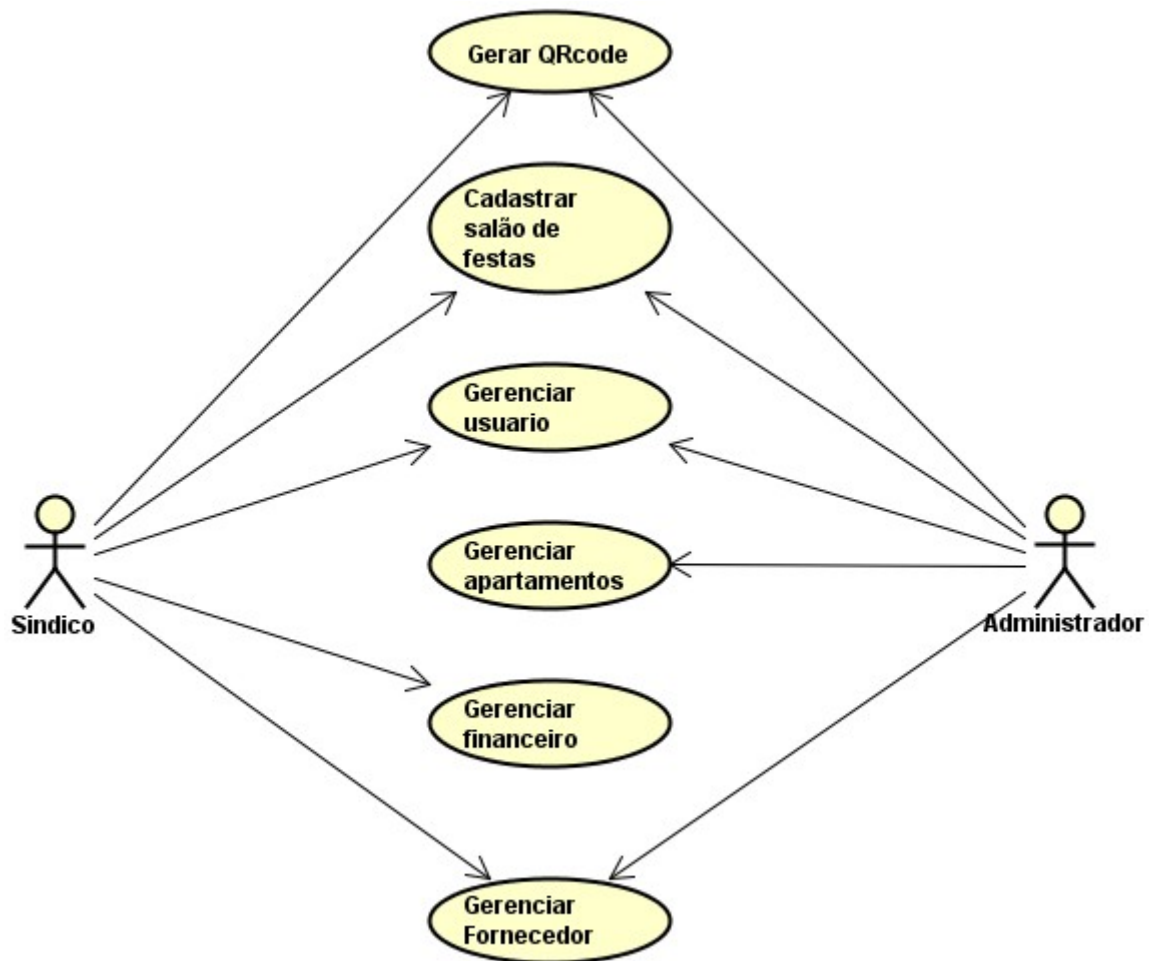 Gerar QRcode
Cadastrar
salão de
festas
Gerenciar
usuario
Gerenciar
apartamentos
Sindico
Administrador
Gerenciar
financeiro
Gerenciar
Fornecedor